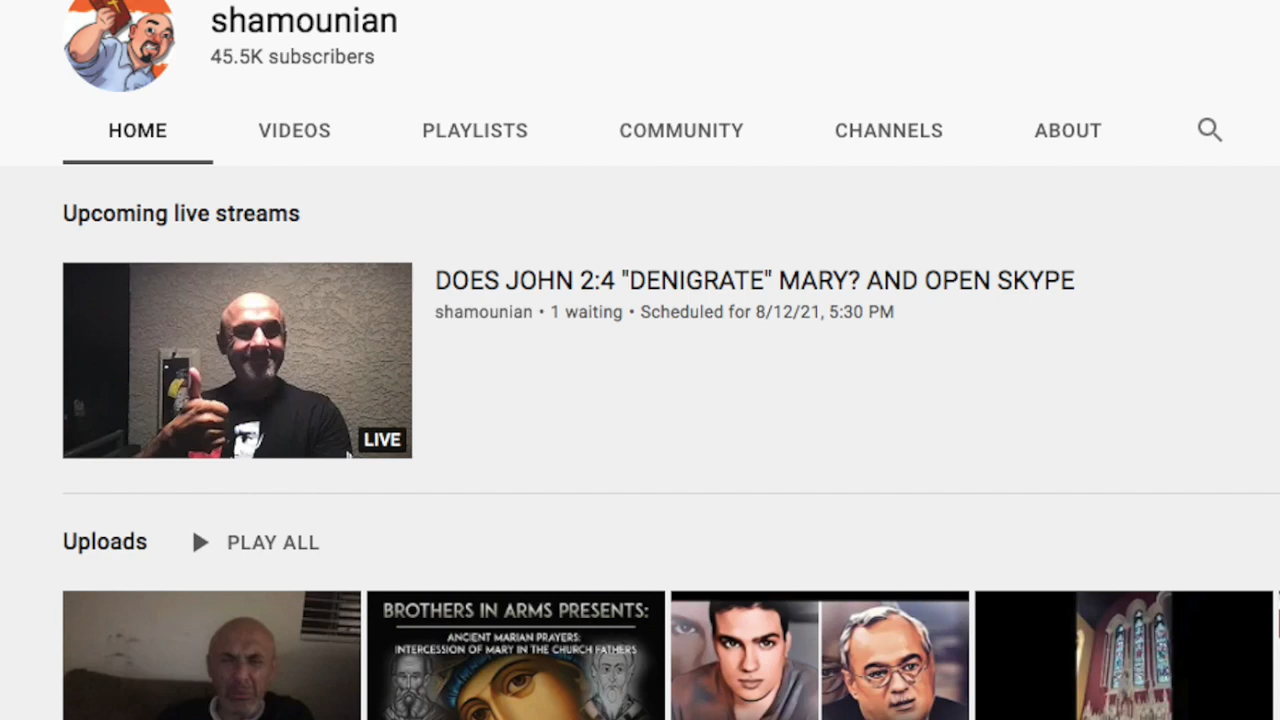 shamounian
45.5K subscribers
HOME VIDEOS PLAYLISTS COMMUNITY CHANNELS ABOUT
Upcoming live streams
DOES JOHN 2:4 "DENIGRATE" MARY? AND OPEN SKYPE
shamounian • 1 waiting • Scheduled for 8/12/21, 5:30 PM
LIVE
Uploads PLAY ALL
BROTHERS IN ARMS PRESENTS:
ANCIENT MARIAN PRAYERS:
INTERCESSION OF MARY IN THE CHURCH FATHERS